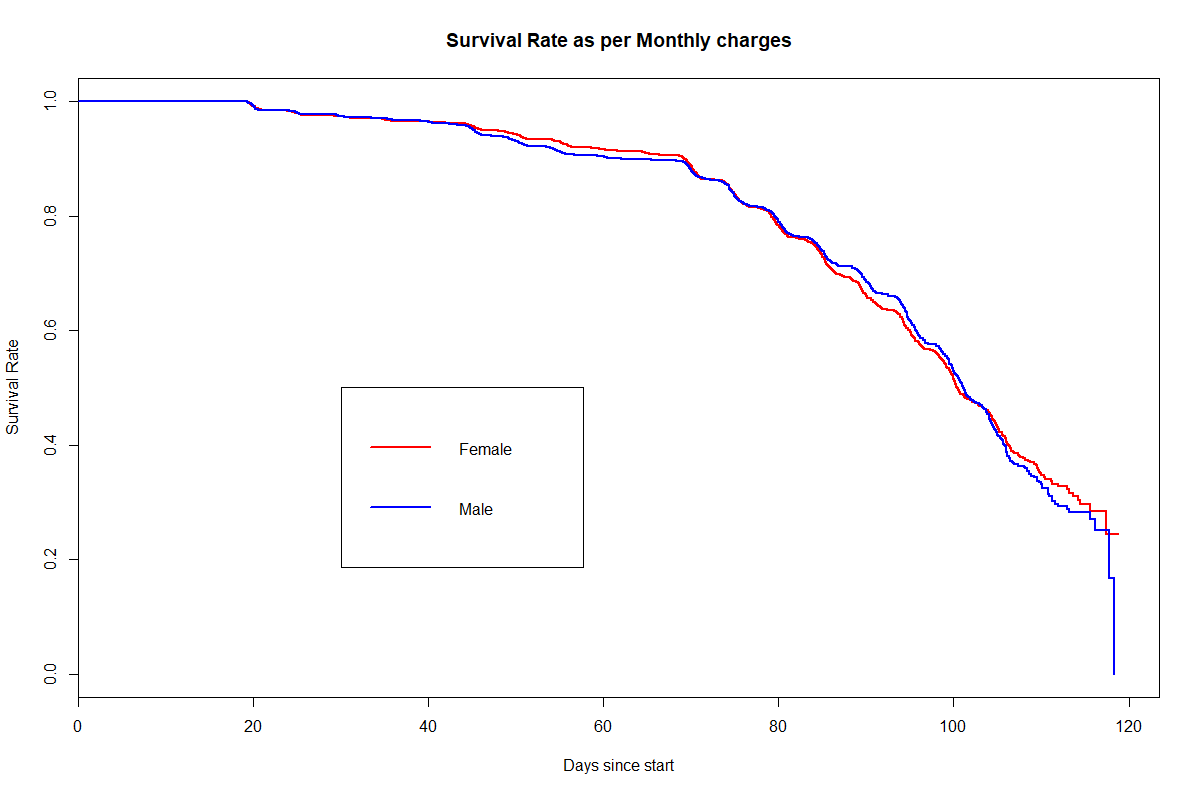 Survival Rate as per Monthly charges
Survival Rate
1.0
0.8
0.6
0.4
0.2
0.0
Female
Male
0 20 40 60 80 100 120
Days since start